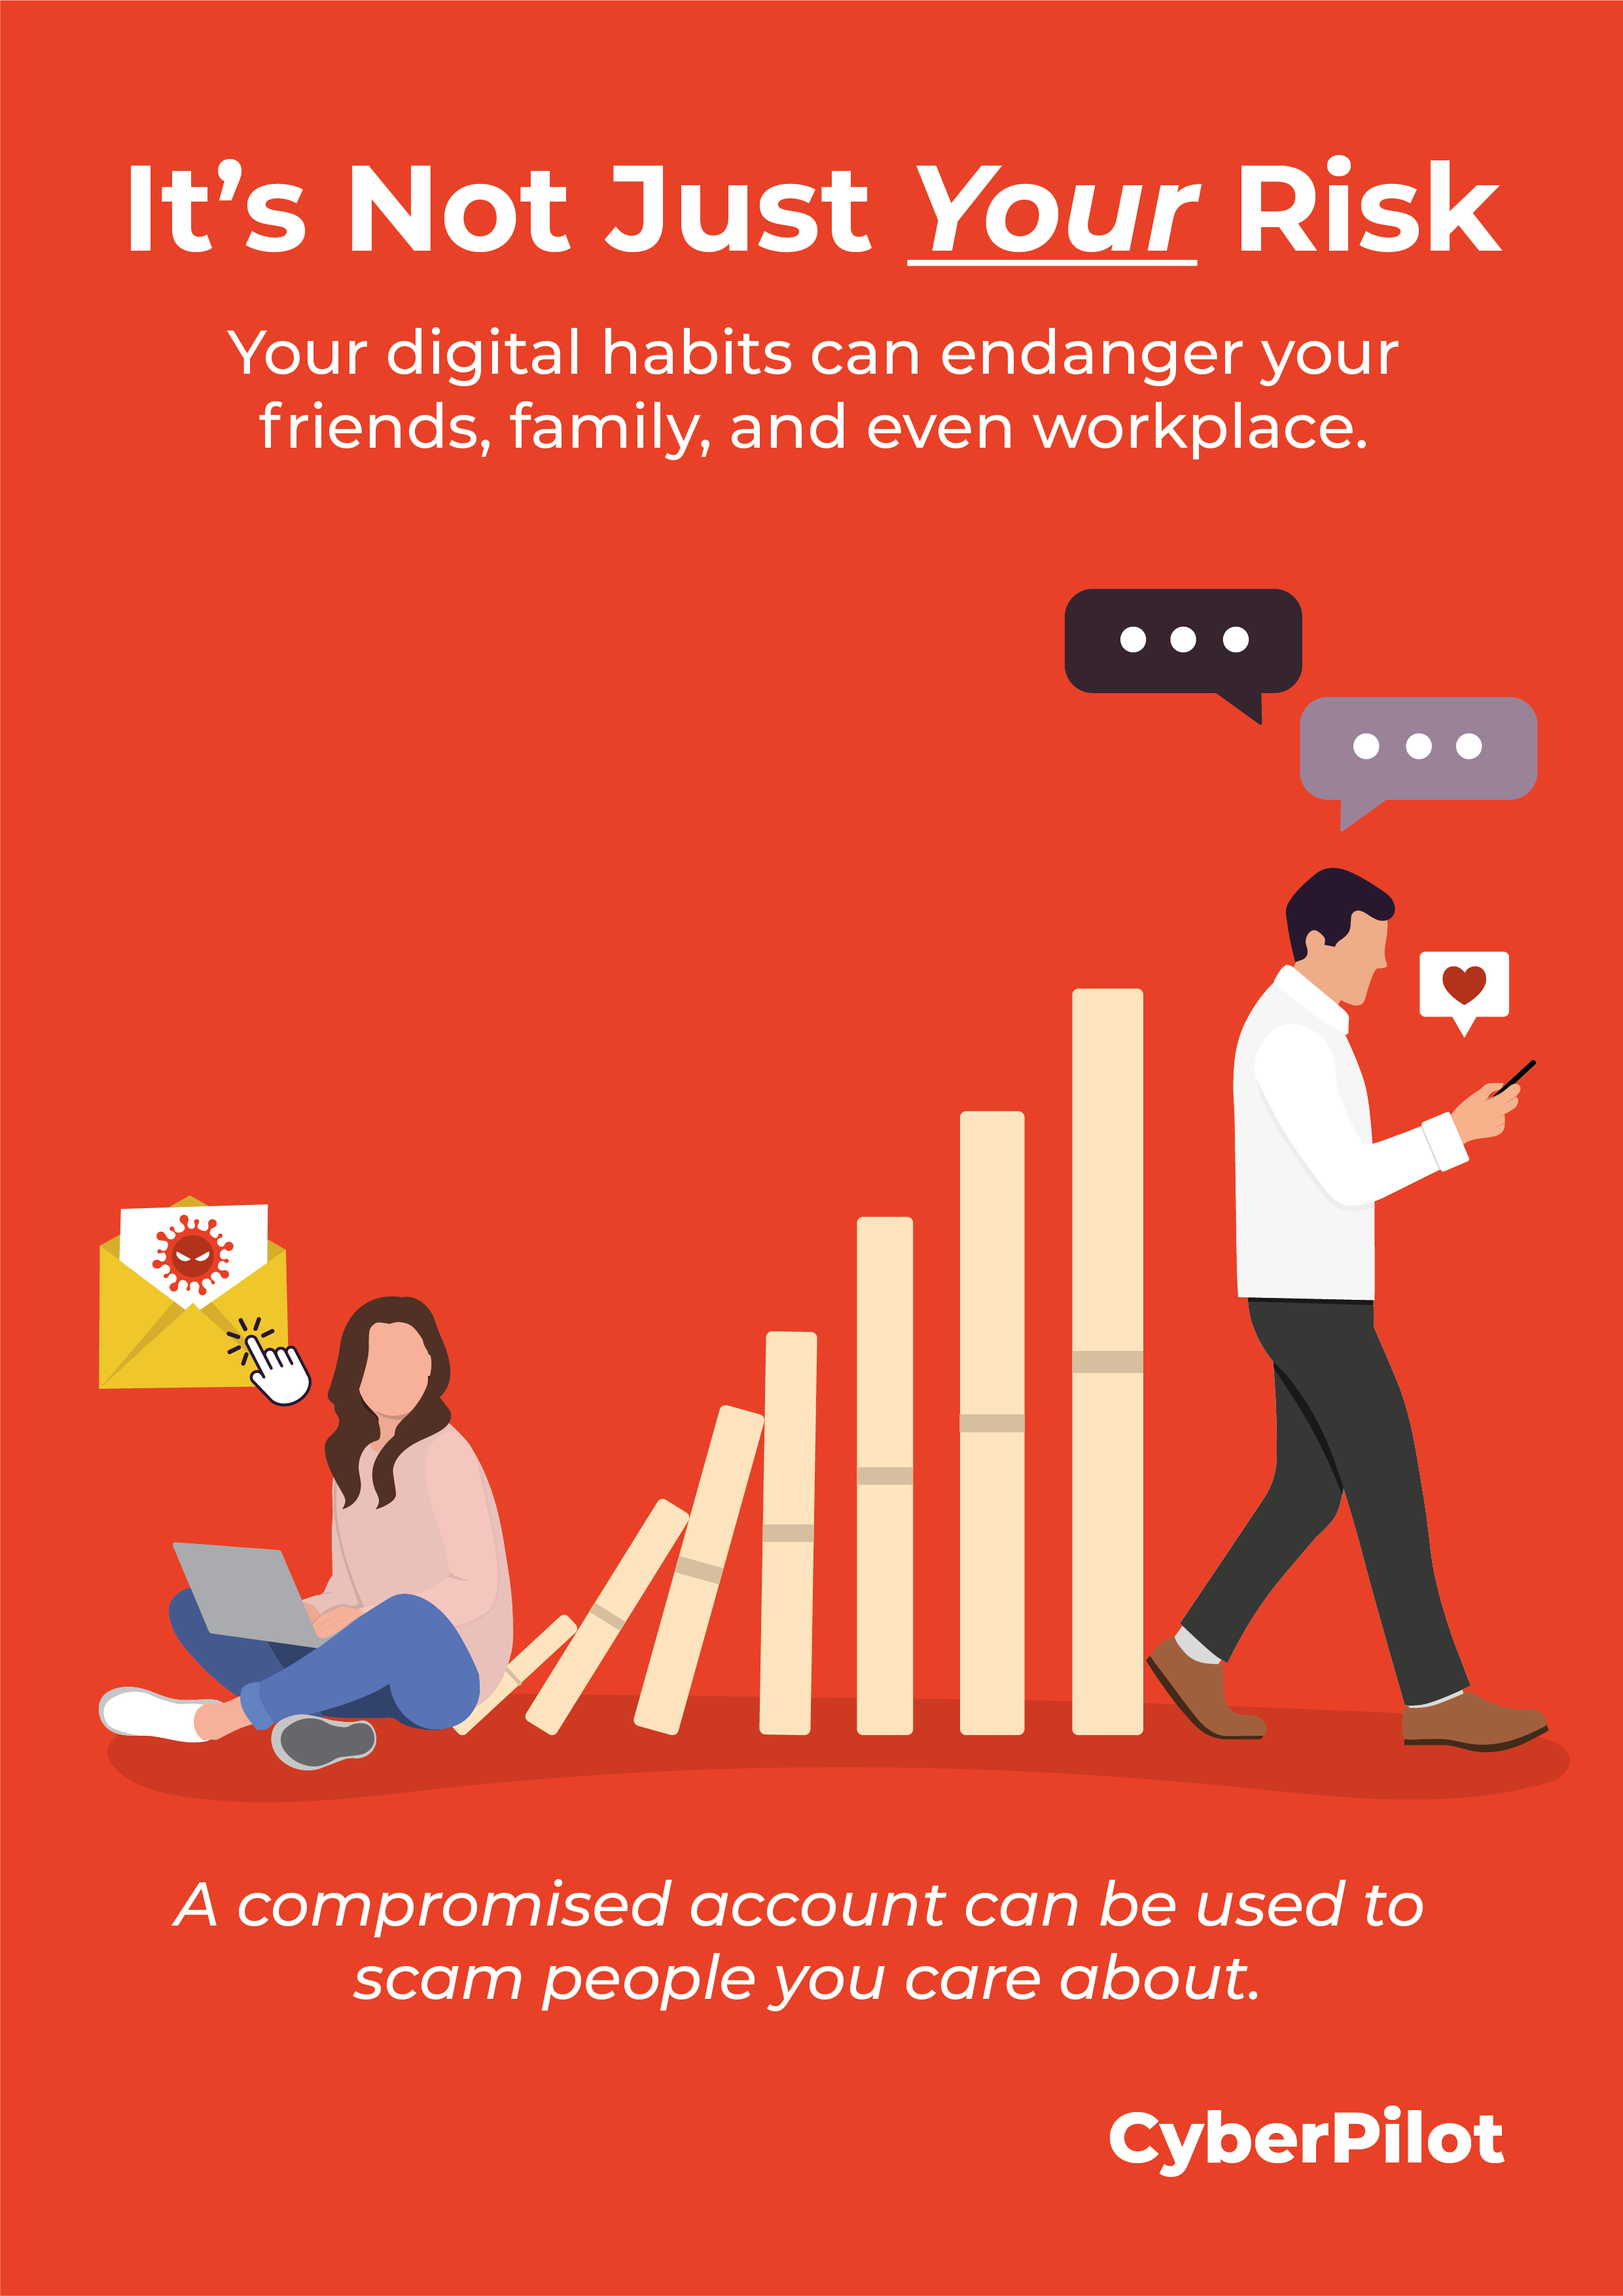 It’s Not Just Your Risk
Your digital habits can endanger your
friends, family, and even workplace.
A compromised account can be used to
scam people you care about.
CyberPilot